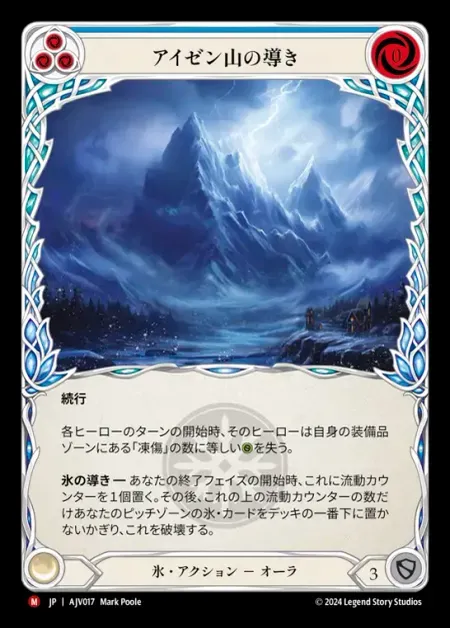 アイゼン山の導き
0
続行
各ヒーローのターンの開始時、そのヒーローは自身の装備品
ゾーンにある「凍傷」の数に等しいを失う。
氷の導き ー あなたの終了フェイズの開始時、これに流動カウ
ンターを1個置く。その後、これの上の流動カウンターの数だ
けあなたのピッチゾーンの氷・カードをデッキの一番下に置か
ないかぎり、これを破壊する。
氷・アクション ー オーラ
3
M JP | AJV017 Mark Poole
© 2024 Legend Story Studios